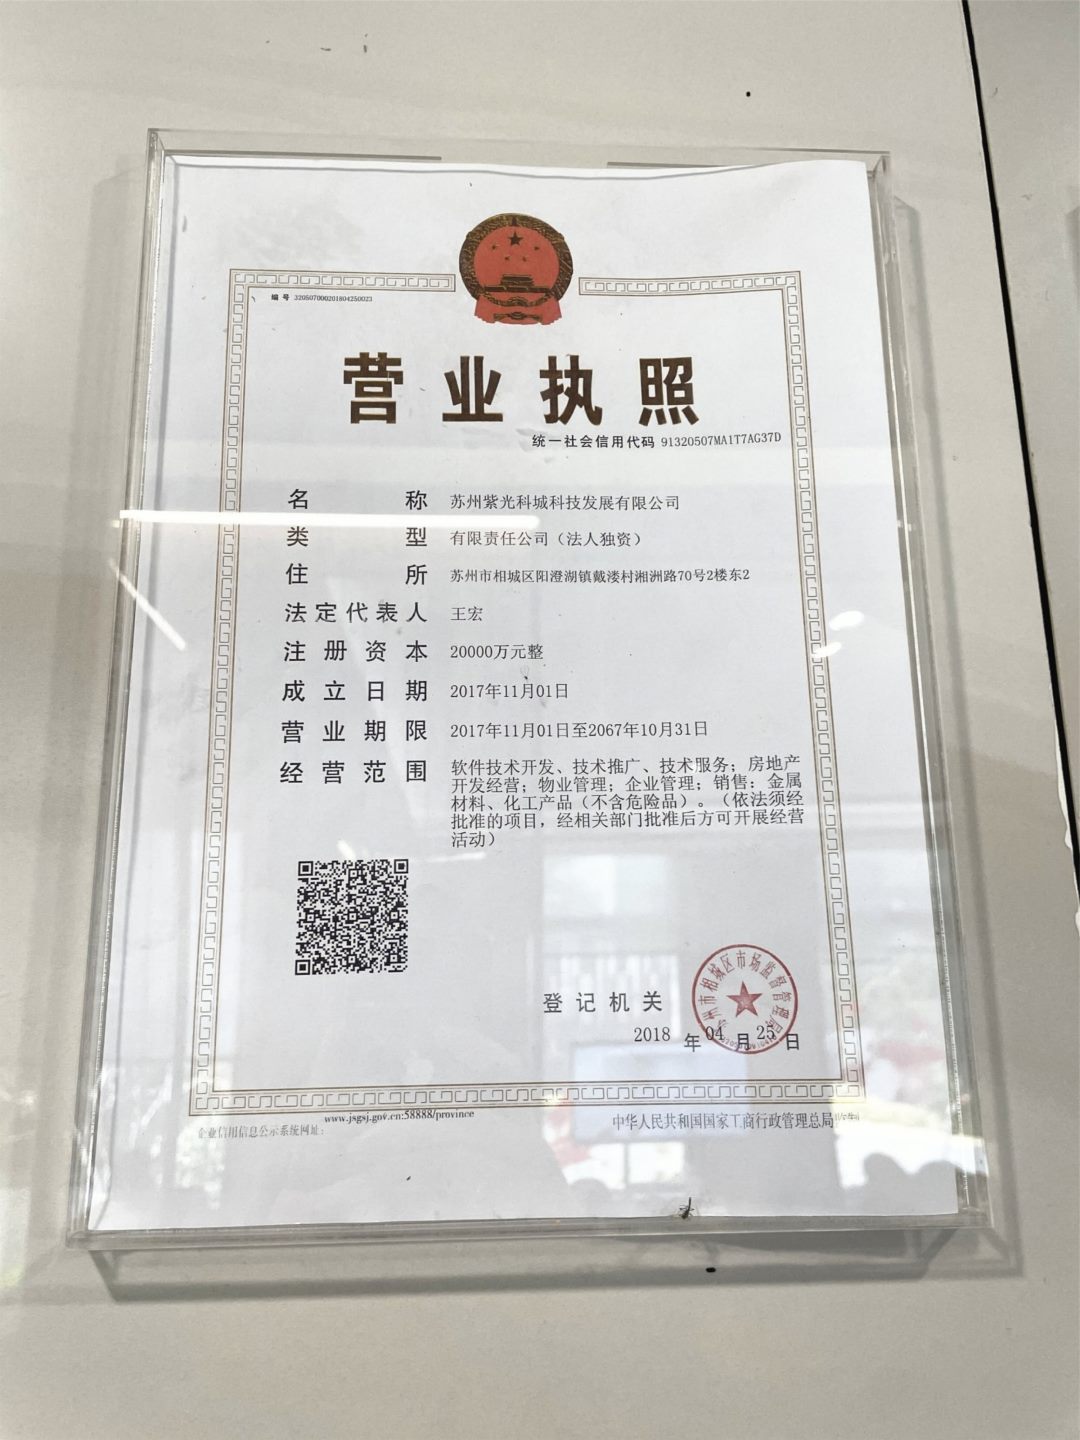 编号 320507000201804250023
营业执照
统一社会信用代码 91320507MA1T7AG37D
名称 苏州紫光科城科技发展有限公司
类型 有限责任公司（法人独资）
住所 苏州市相城区阳澄湖镇戴溇村湘洲路70号2楼东2
法定代表人 王宏
注册资本 20000万元整
成立日期 2017年11月01日
营业期限 2017年11月01日至2067年10月31日
经营范围 软件技术开发、技术推广、技术服务；房地产
开发经营；物业管理；企业管理；销售：金属
材料、化工产品（不含危险品）。（依法须经
批准的项目，经相关部门批准后方可开展经营
活动）
登记机关
苏州市相城区市场监督管理局
2018 年 04 月 25 日
企业信用信息公示系统网址： www.jsgsj.gov.cn:58888/province
中华人民共和国国家工商行政管理总局监制